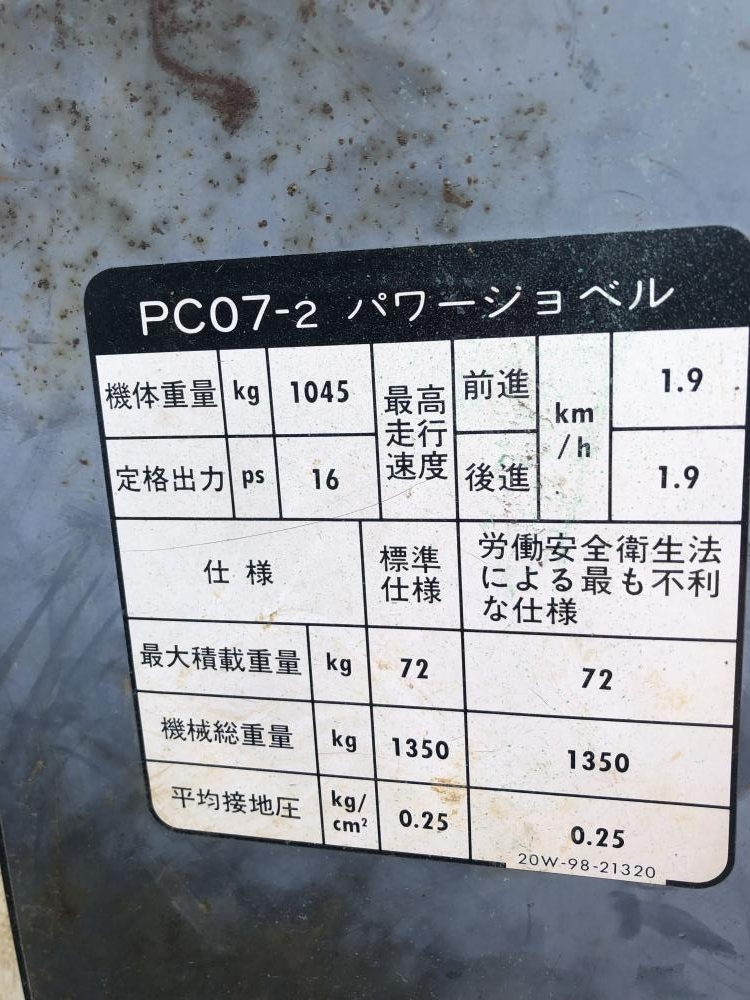 PC07-2 パワーショベル
機体重量 kg 1045 最高走行速度 前進 km/h 1.9
定格出力 ps 16 後進 1.9
仕様 標準仕様 労働安全衛生法による最も不利な仕様
最大積載重量 kg 72 72
機械総重量 kg 1350 1350
平均接地圧 kg/cm² 0.25 0.25
20W-98-21320